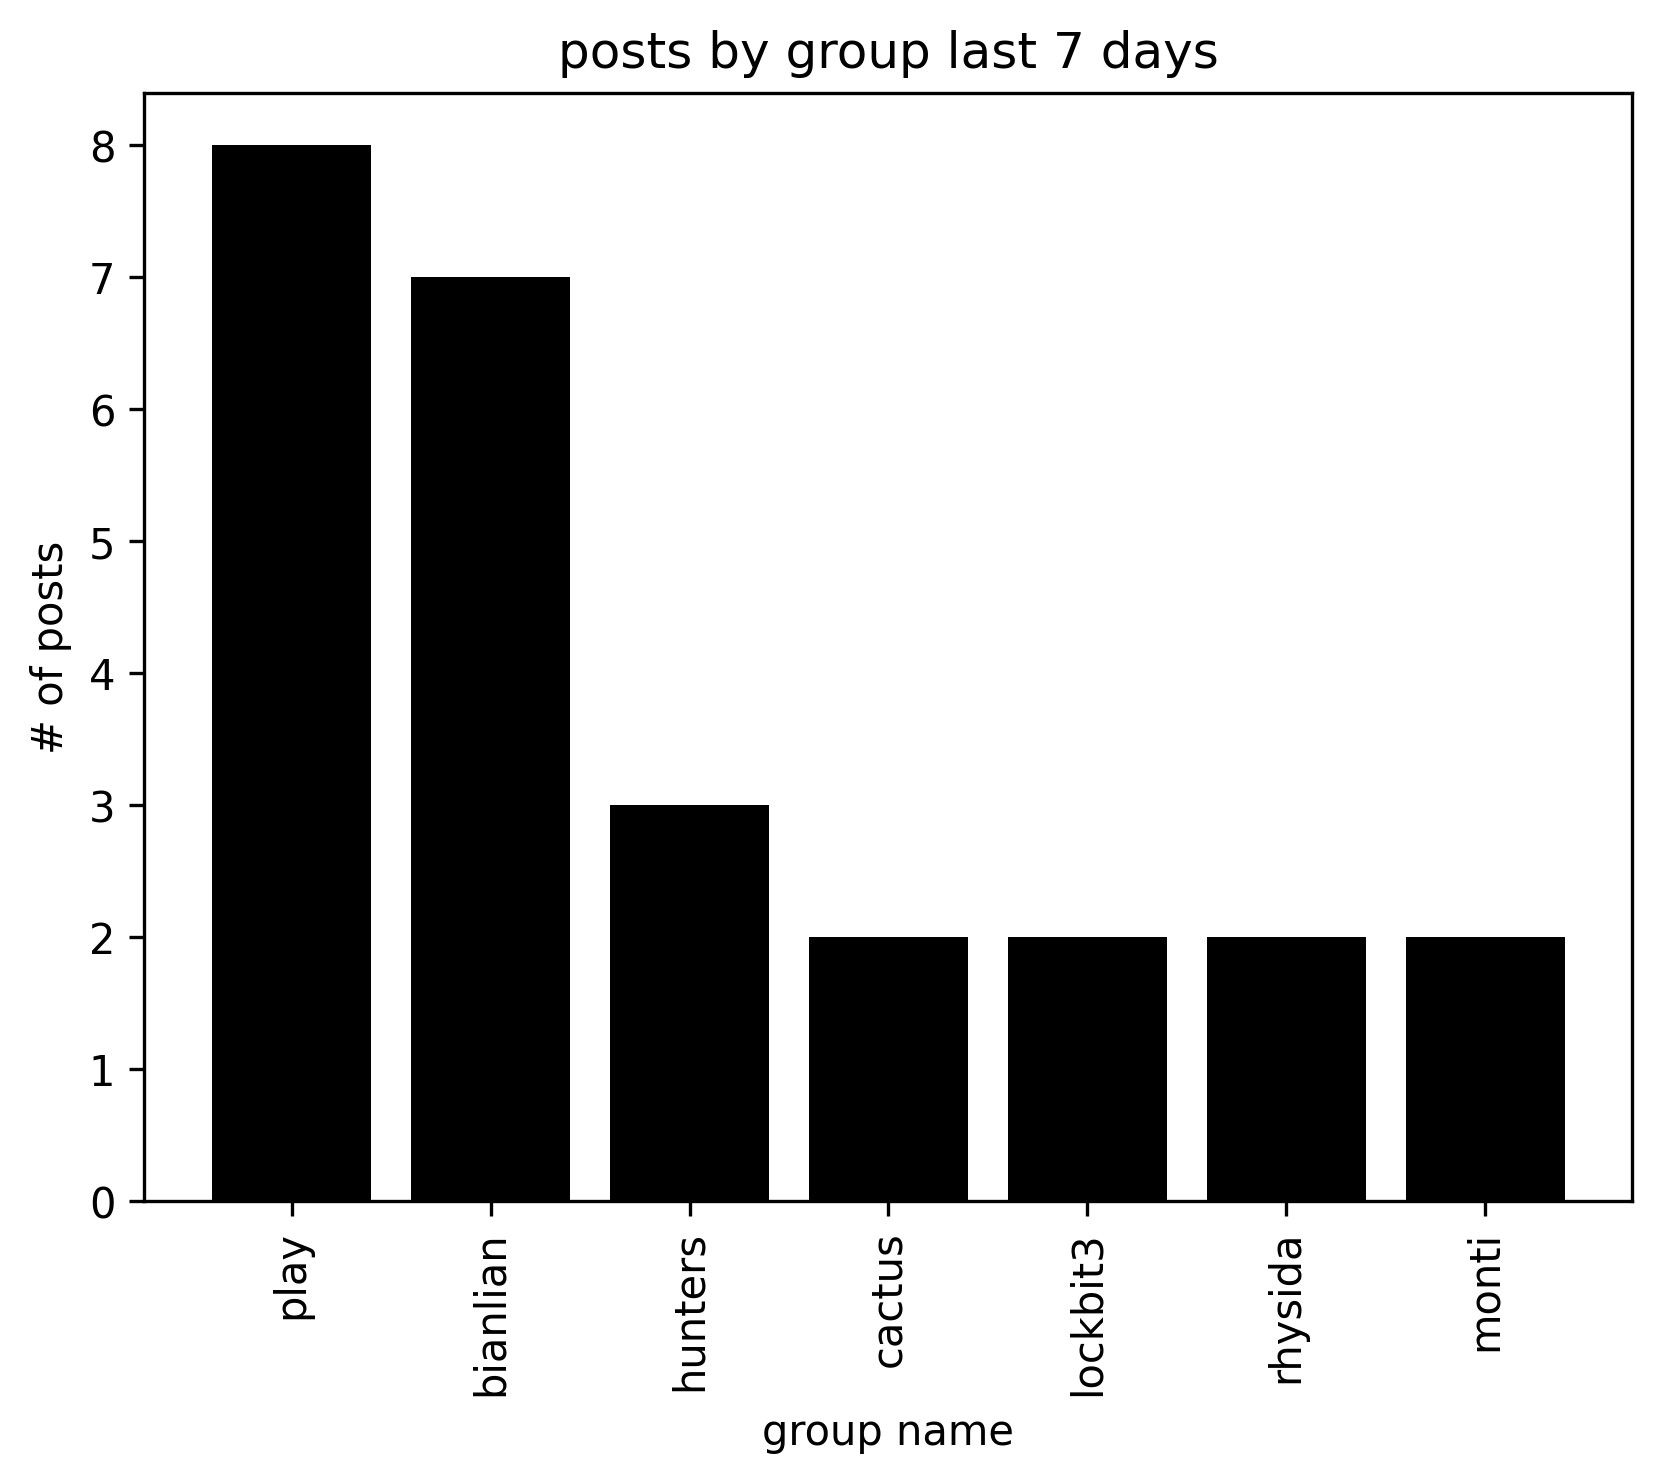 posts by group last 7 days
8
7
6
5
4
3
2
1
0
# of posts
play
bianlian
hunters
cactus
lockbit3
rhysida
monti
group name